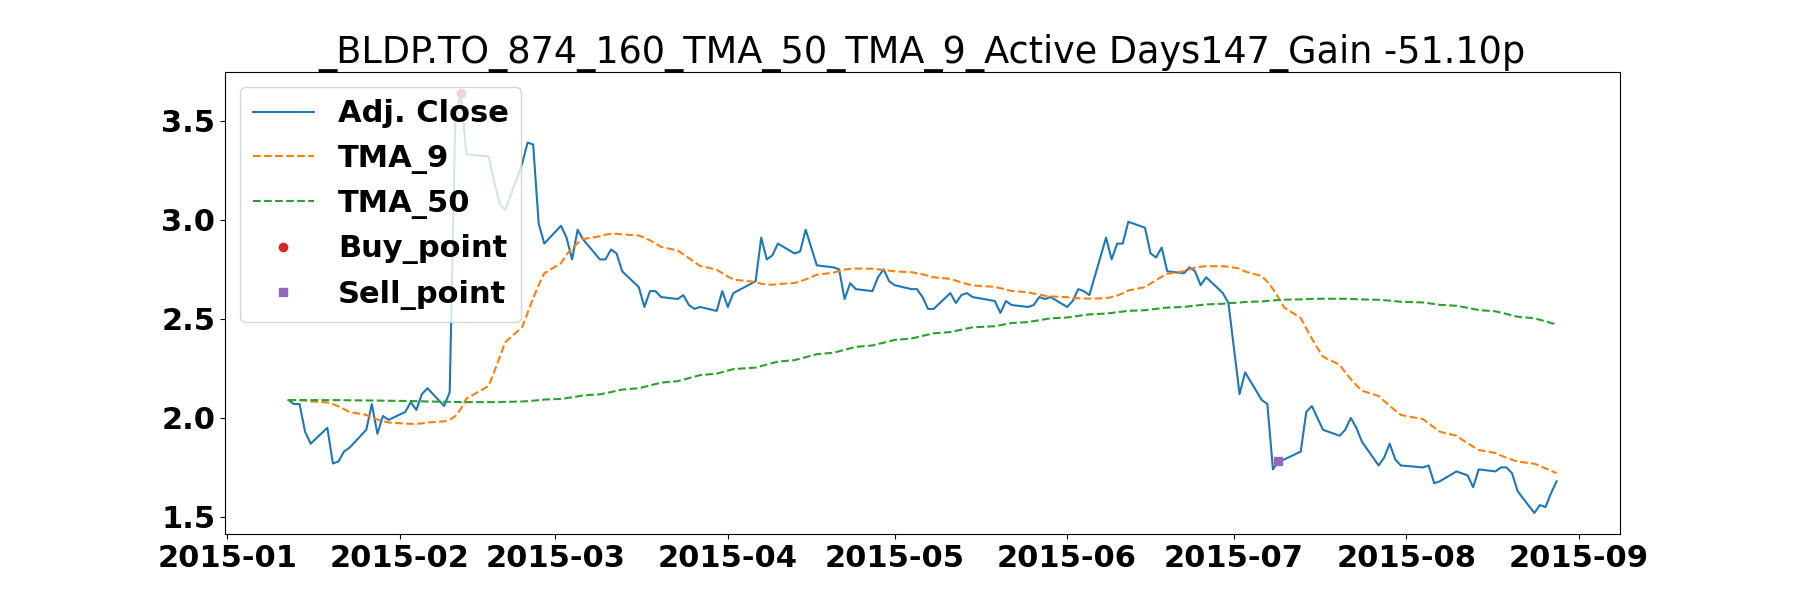 _BLDP.TO_874_160_TMA_50_TMA_9_Active Days147_Gain -51.10p
Adj. Close
TMA_9
TMA_50
Buy_point
Sell_point
3.5
3.0
2.5
2.0
1.5
2015-01 2015-02 2015-03 2015-04 2015-05 2015-06 2015-07 2015-08 2015-09